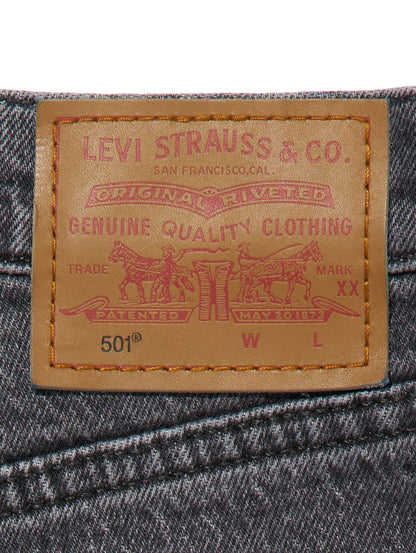 LEVI STRAUSS & CO.
SAN FRANCISCO, CAL.
ORIGINAL RIVETED
GENUINE QUALITY CLOTHING
TRADE MARK
XX
PATENTED MAY 20 1873
501® W L